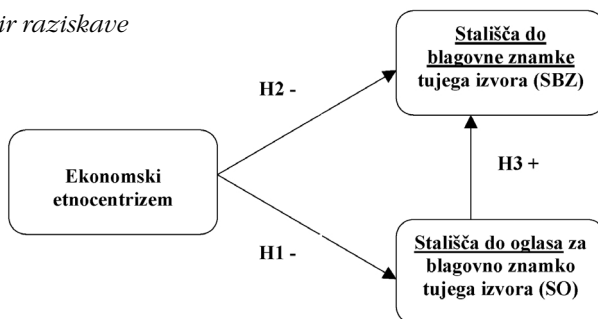 raziskave
Stališča do
blagovne znamke
tujega izvora (SBZ)
H2 -
Ekonomski
etnocentrizem
H3 +
H1 -
Stališča do oglasa za
blagovno znamko
tujega izvora (SO)